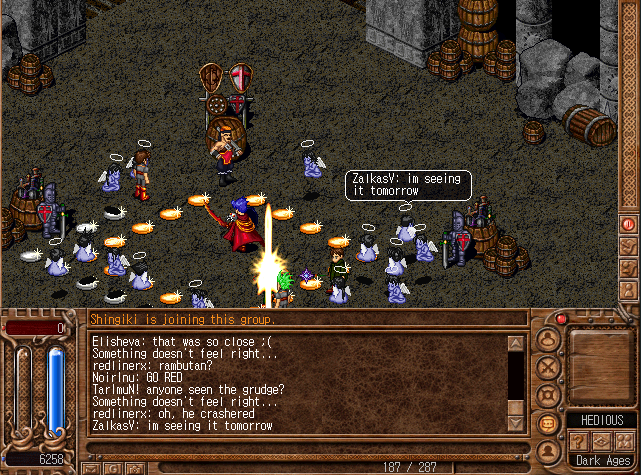 ZalkasV: im seeing
it tomorrow
Shingiki is joining this group.
Elisheva: that was so close ;(
Something doesn't feel right...
redlinerx: rambutan?
NoirInu: GO RED
TarImuN! anyone seen the grudge?
Something doesn't feel right...
redlinerx: oh, he crashered
ZalkasV: im seeing it tomorrow
0
6258
187 / 287
HEDIOUS
Dark Ages